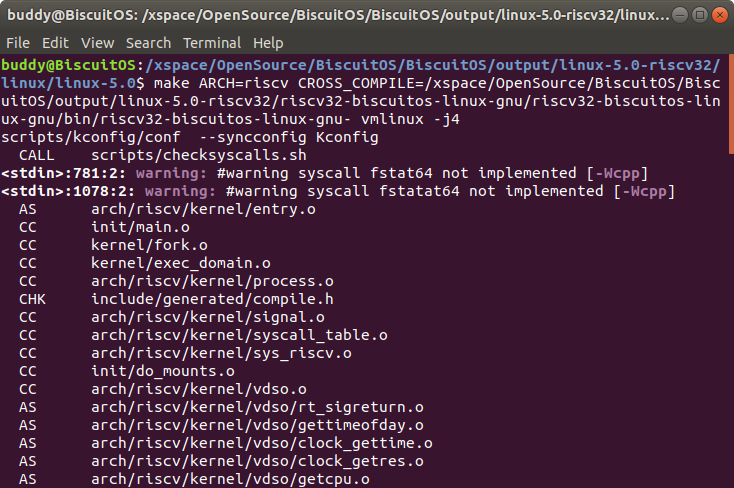 buddy@BiscuitOS: /xspace/OpenSource/BiscuitOS/BiscuitOS/output/linux-5.0-riscv32/linux...
File Edit View Search Terminal Help
buddy@BiscuitOS:/xspace/OpenSource/BiscuitOS/BiscuitOS/output/linux-5.0-riscv32/
linux/linux-5.0$ make ARCH=riscv CROSS_COMPILE=/xspace/OpenSource/BiscuitOS/Bisc
uitOS/output/linux-5.0-riscv32/riscv32-biscuitos-linux-gnu/riscv32-biscuitos-lin
ux-gnu/bin/riscv32-biscuitos-linux-gnu- vmlinux -j4
scripts/kconfig/conf  --syncconfig Kconfig
  CALL    scripts/checksyscalls.sh
<stdin>:781:2: warning: #warning syscall fstat64 not implemented [-Wcpp]
<stdin>:1078:2: warning: #warning syscall fstatat64 not implemented [-Wcpp]
  AS      arch/riscv/kernel/entry.o
  CC      init/main.o
  CC      kernel/fork.o
  CC      kernel/exec_domain.o
  CC      arch/riscv/kernel/process.o
  CHK     include/generated/compile.h
  CC      arch/riscv/kernel/signal.o
  CC      arch/riscv/kernel/syscall_table.o
  CC      arch/riscv/kernel/sys_riscv.o
  CC      init/do_mounts.o
  CC      arch/riscv/kernel/vdso.o
  AS      arch/riscv/kernel/vdso/rt_sigreturn.o
  AS      arch/riscv/kernel/vdso/gettimeofday.o
  AS      arch/riscv/kernel/vdso/clock_gettime.o
  AS      arch/riscv/kernel/vdso/clock_getres.o
  AS      arch/riscv/kernel/vdso/getcpu.o